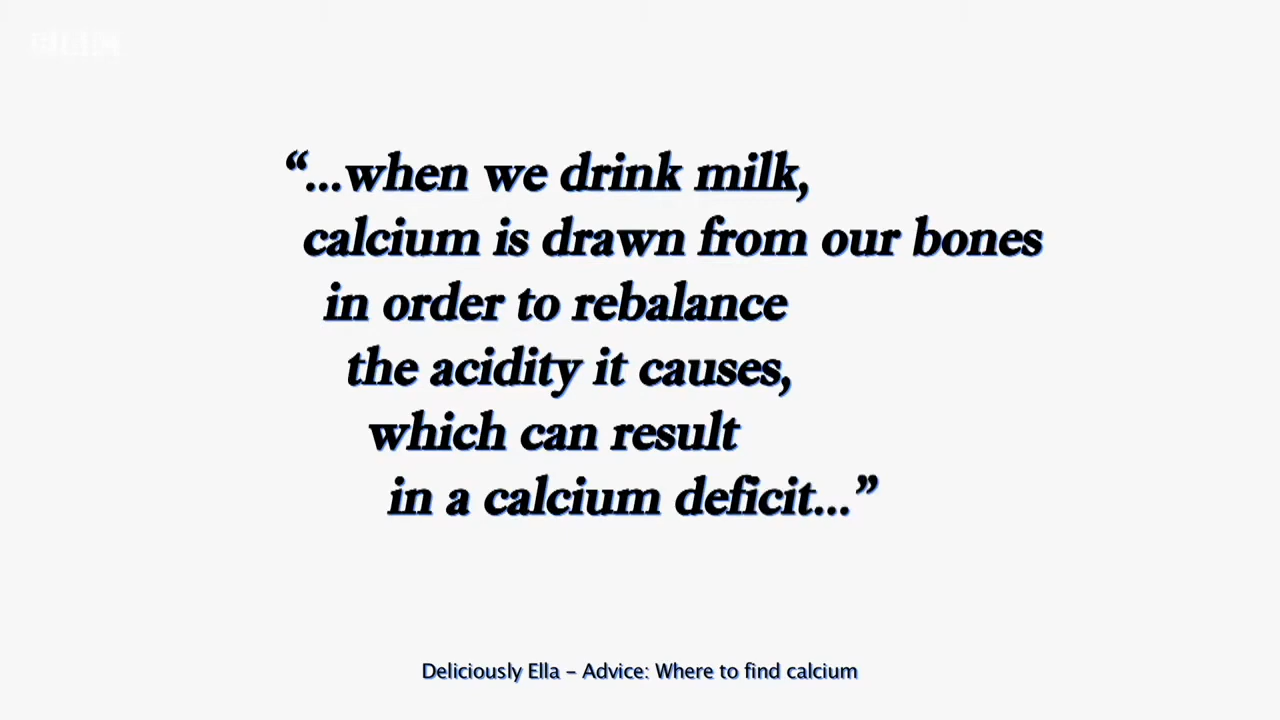 “...when we drink milk,
calcium is drawn from our bones
in order to rebalance
the acidity it causes,
which can result
in a calcium deficit...”
Deliciously Ella – Advice: Where to find calcium